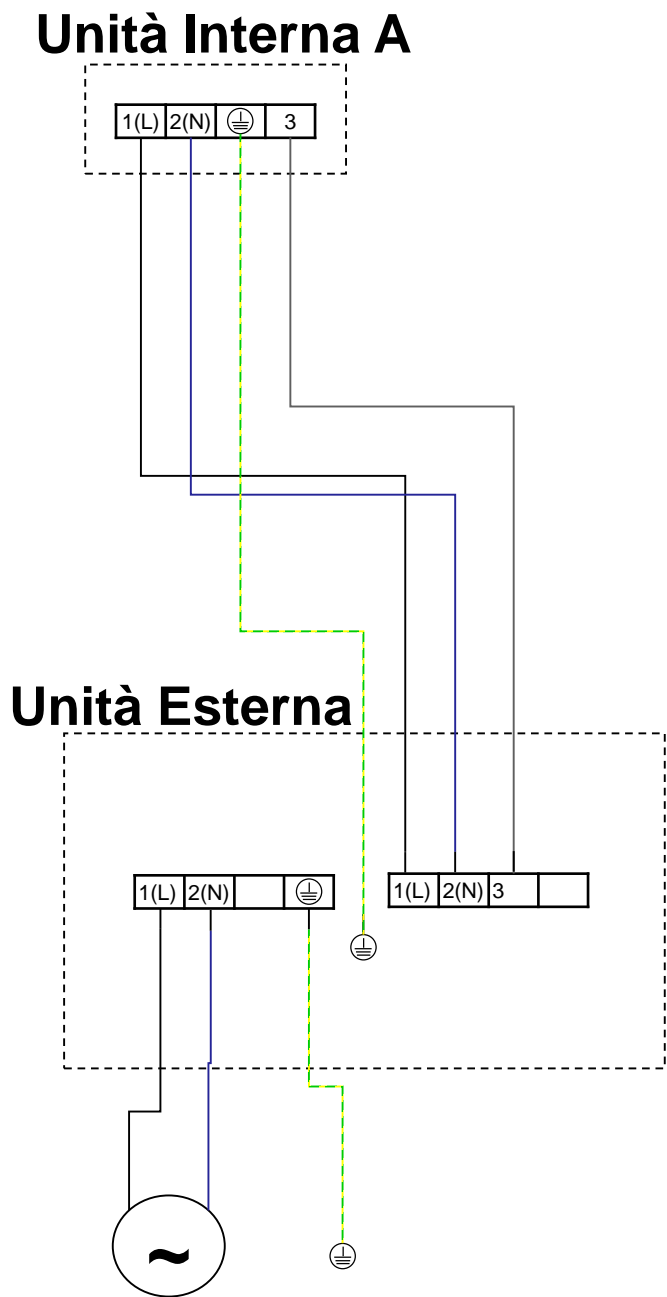 Unità Interna A
1(L) 2(N) 3
Unità Esterna
1(L) 2(N)
1(L) 2(N) 3
~